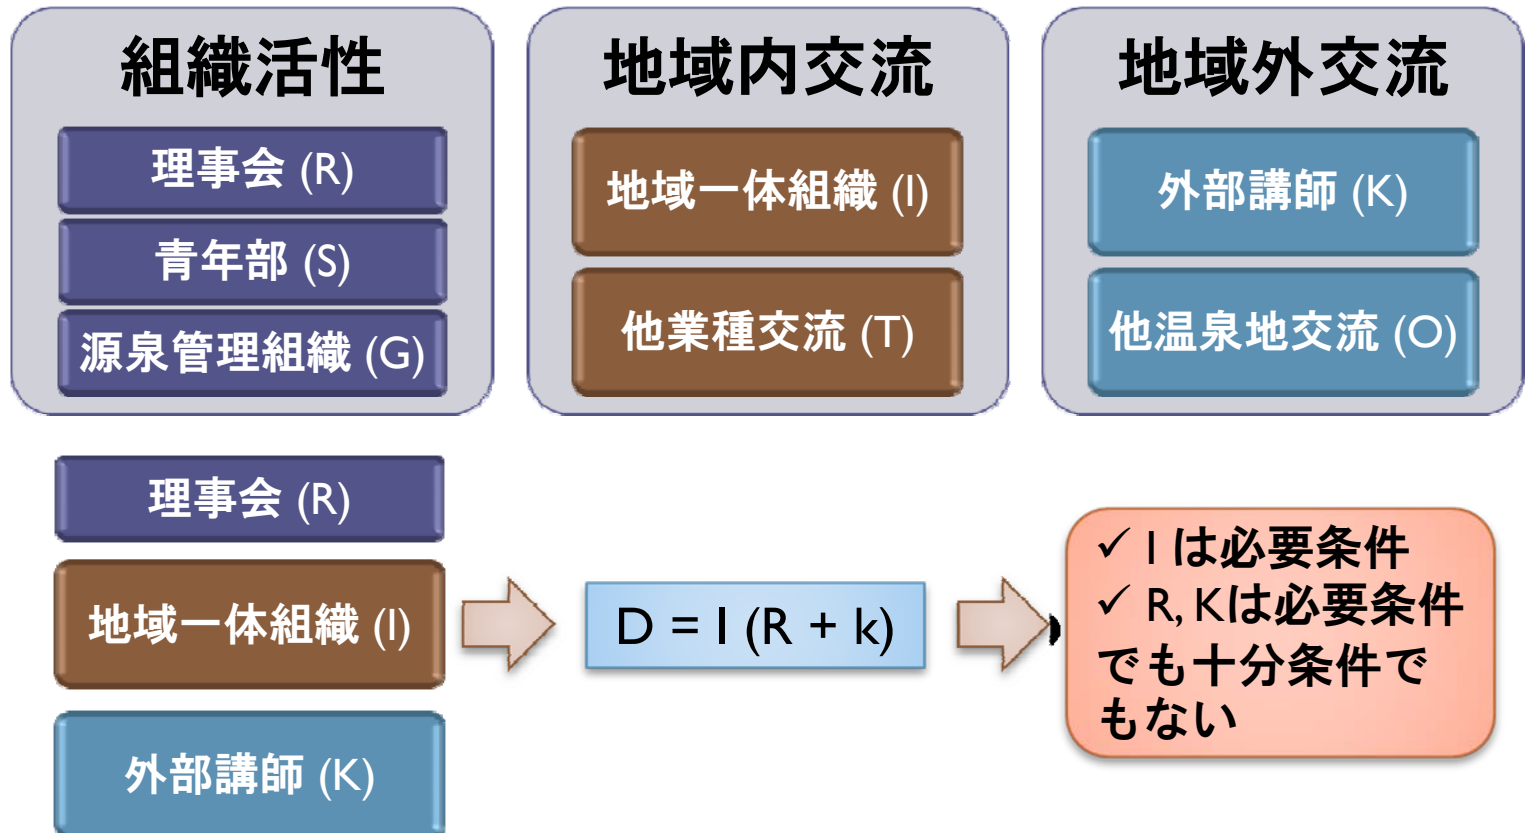 組織活性
理事会 (R)
青年部 (S)
源泉管理組織 (G)
地域内交流
地域一体組織 (I)
他業種交流 (T)
地域外交流
外部講師 (K)
他温泉地交流 (O)
理事会 (R)
地域一体組織 (I)
外部講師 (K)
D = I (R + k)
✓ I は必要条件
✓ R, Kは必要条件
でも十分条件で
もない